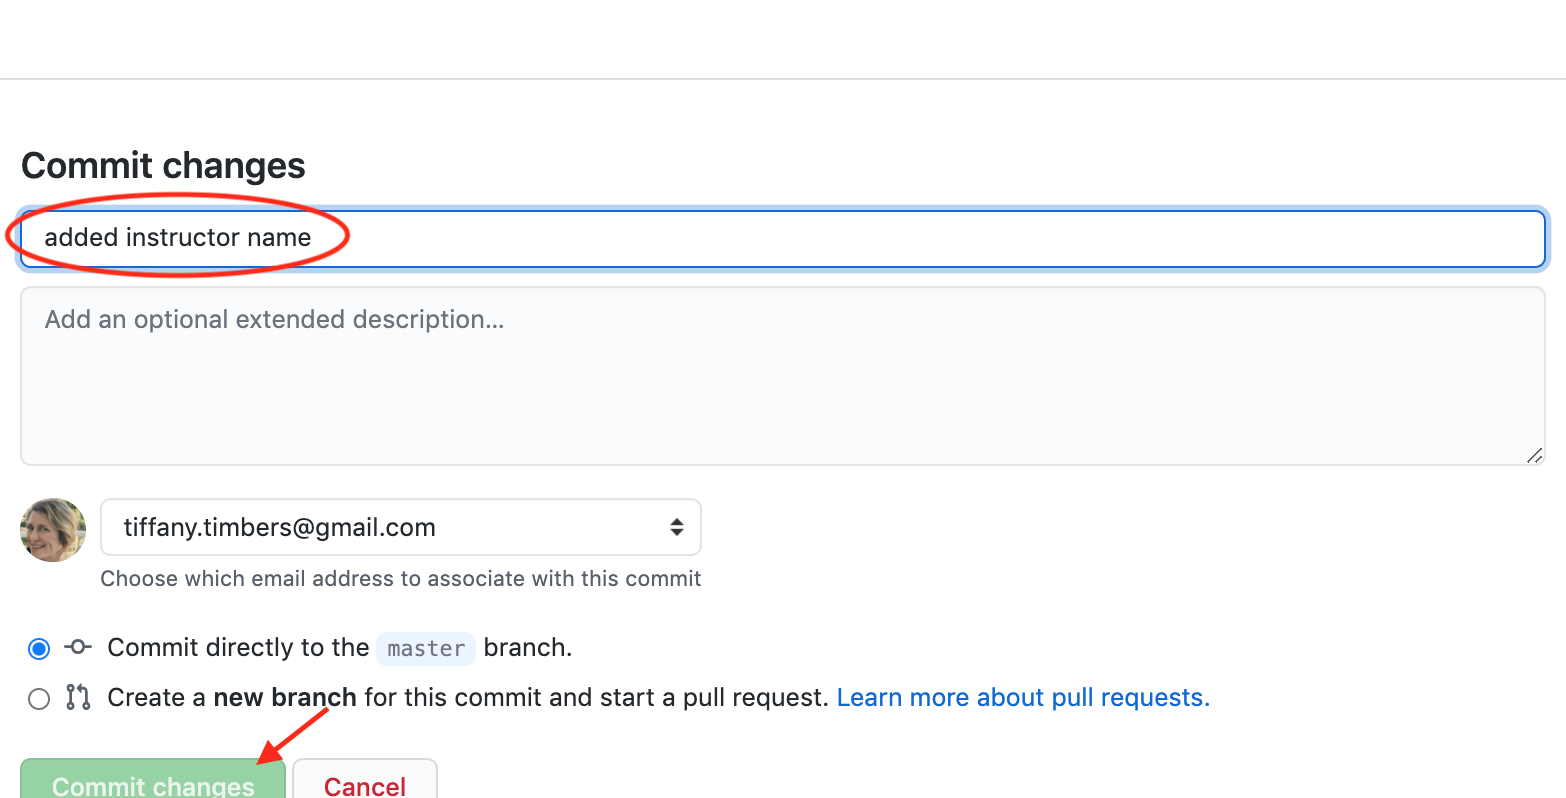 Commit changes
added instructor name
Add an optional extended description...
tiffany.timbers@gmail.com
Choose which email address to associate with this commit
Commit directly to the master branch.
Create a new branch for this commit and start a pull request. Learn more about pull requests.
Commit changes Cancel